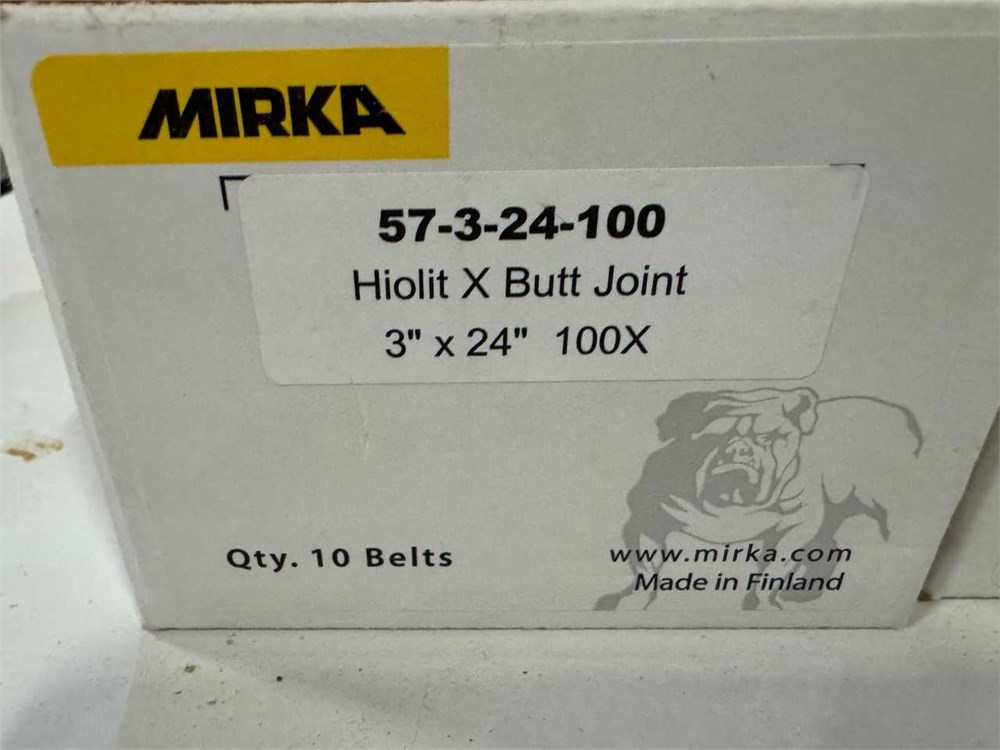 MIRKA
57-3-24-100
Hiolit X Butt Joint
3" x 24" 100X
Qty. 10 Belts
www.mirka.com
Made in Finland